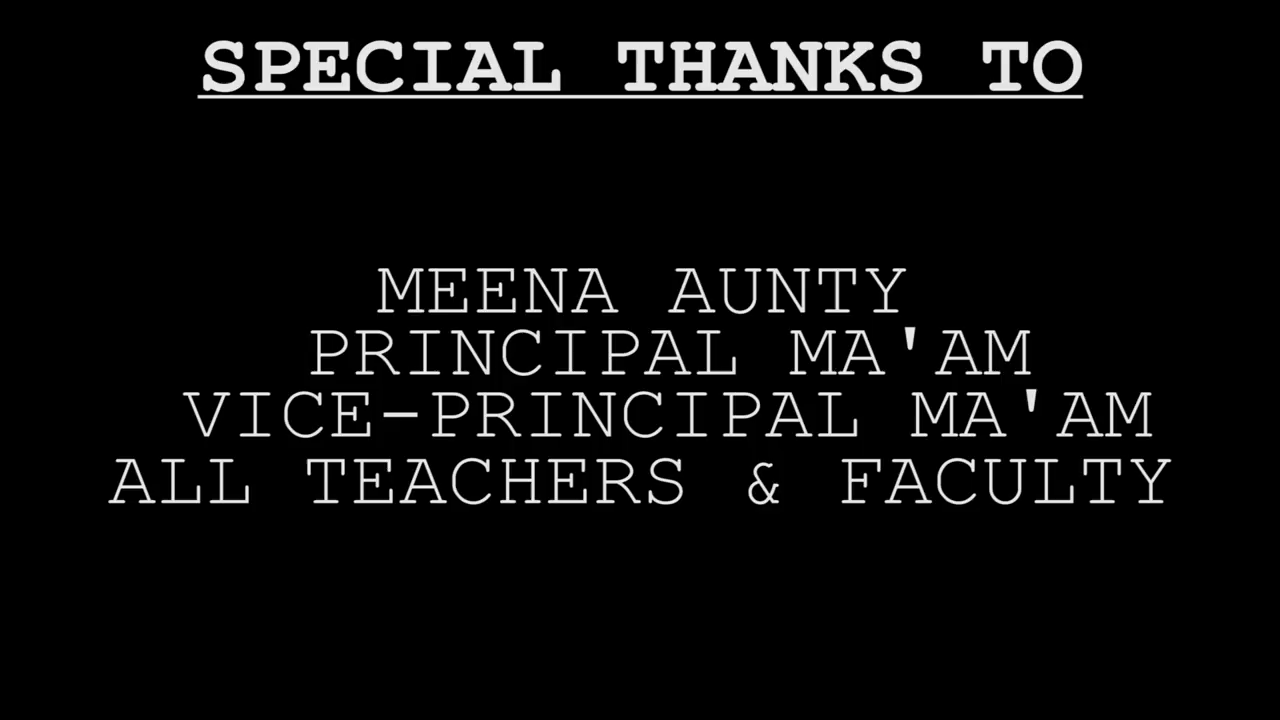 SPECIAL THANKS TO
MEENA AUNTY
PRINCIPAL MA'AM
VICE-PRINCIPAL MA'AM
ALL TEACHERS & FACULTY